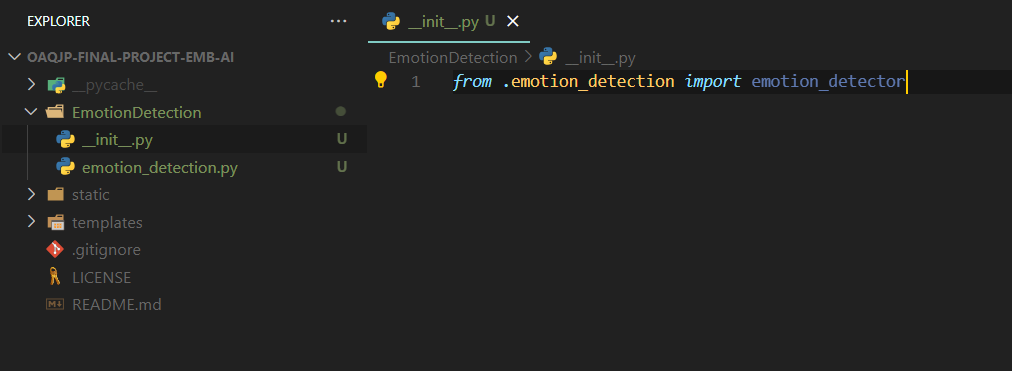 EXPLORER
OAQJP-FINAL-PROJECT-EMB-AI
__pycache__
EmotionDetection
__init__.py U
emotion_detection.py U
static
templates
.gitignore
LICENSE
README.md
__init__.py U
EmotionDetection > __init__.py
1 from .emotion_detection import emotion_detector